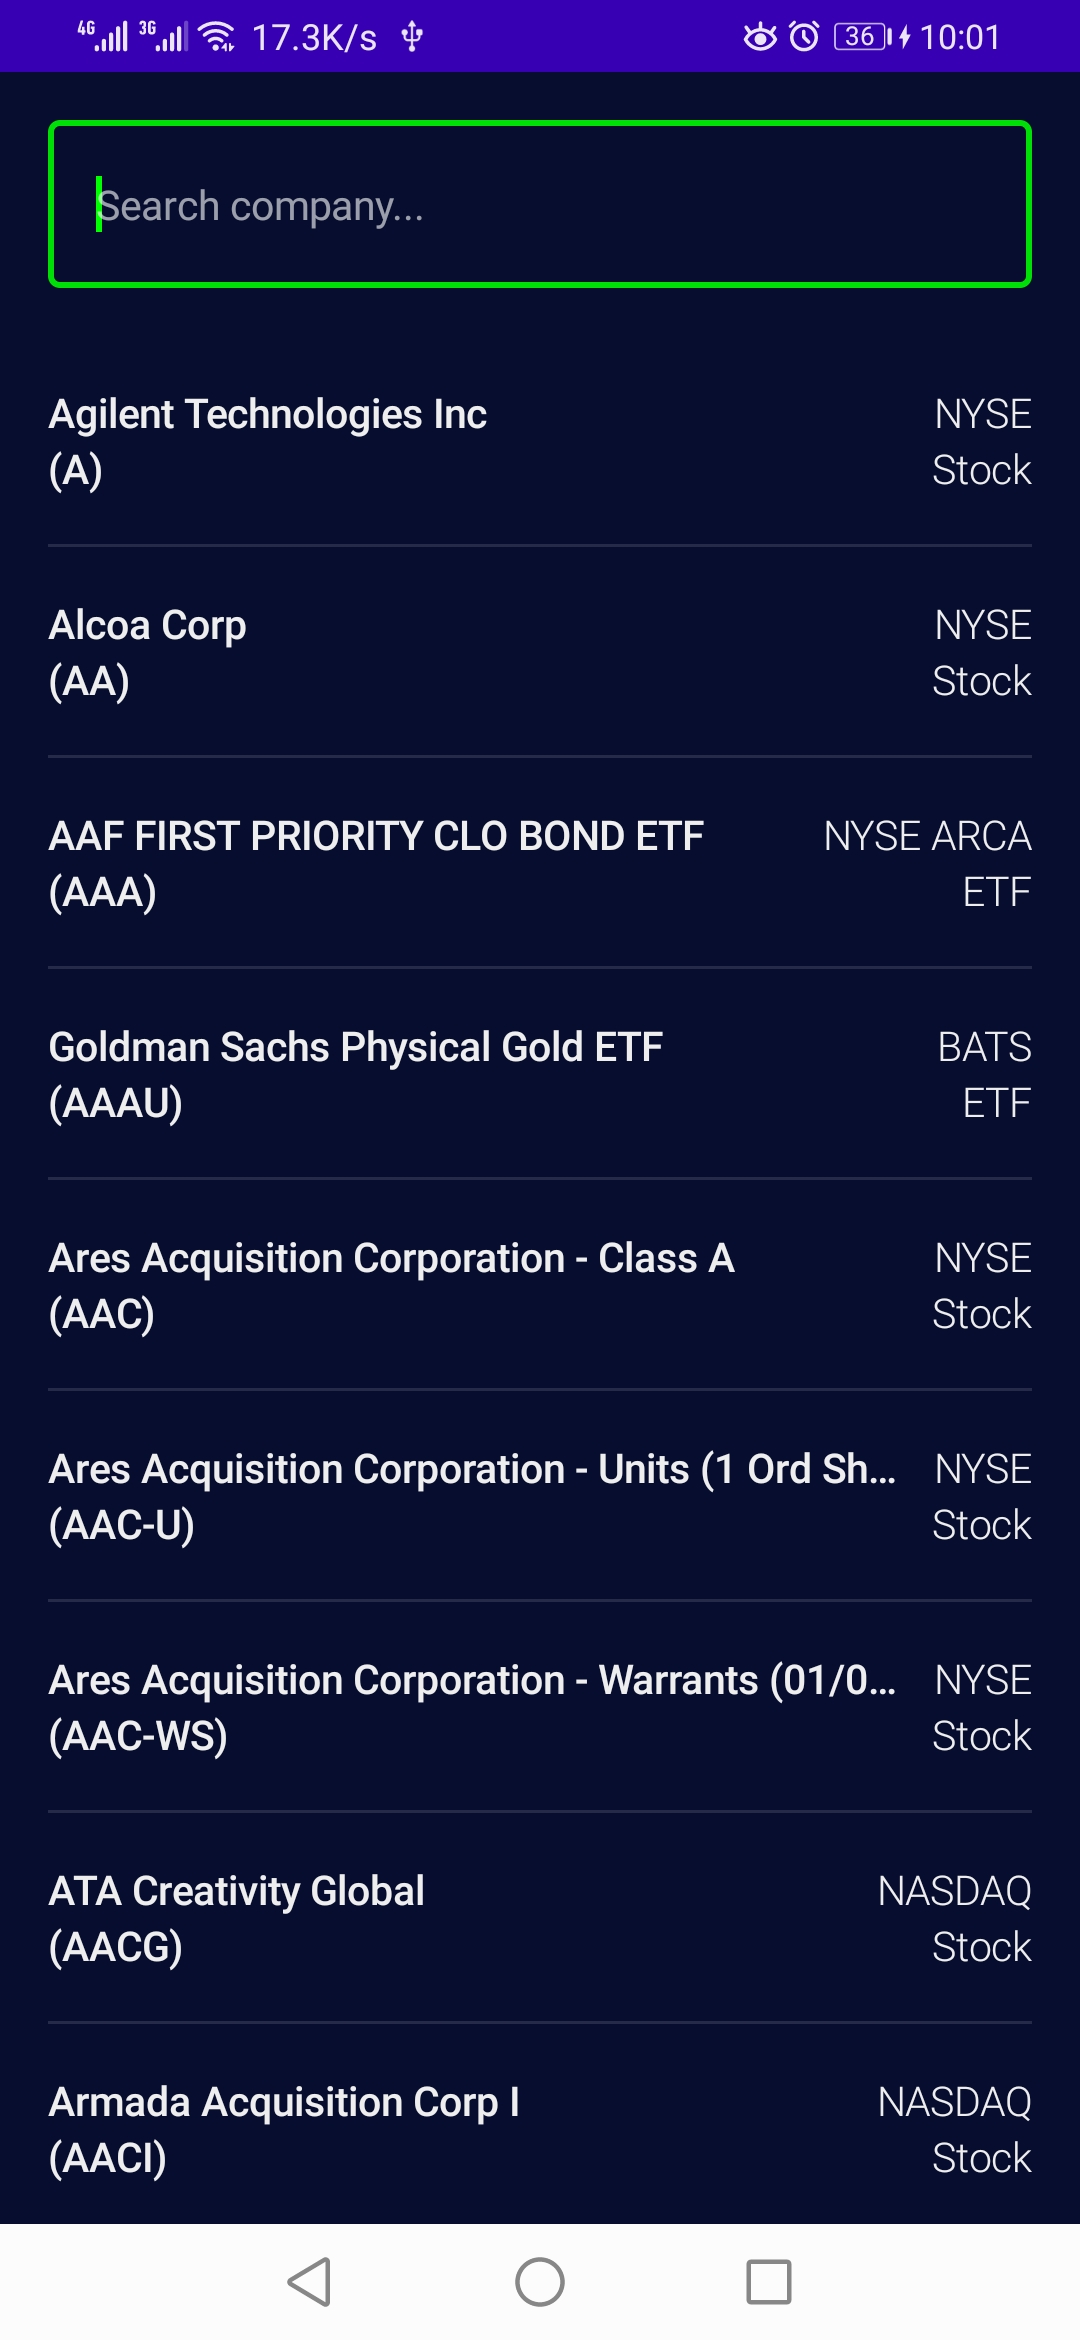 4G 3G 17.3K/s 36 10:01
Search company...
Agilent Technologies Inc NYSE
(A) Stock
Alcoa Corp NYSE
(AA) Stock
AAF FIRST PRIORITY CLO BOND ETF NYSE ARCA
(AAA) ETF
Goldman Sachs Physical Gold ETF BATS
(AAAU) ETF
Ares Acquisition Corporation - Class A NYSE
(AAC) Stock
Ares Acquisition Corporation - Units (1 Ord Sh... NYSE
(AAC-U) Stock
Ares Acquisition Corporation - Warrants (01/0... NYSE
(AAC-WS) Stock
ATA Creativity Global NASDAQ
(AACG) Stock
Armada Acquisition Corp I NASDAQ
(AACI) Stock